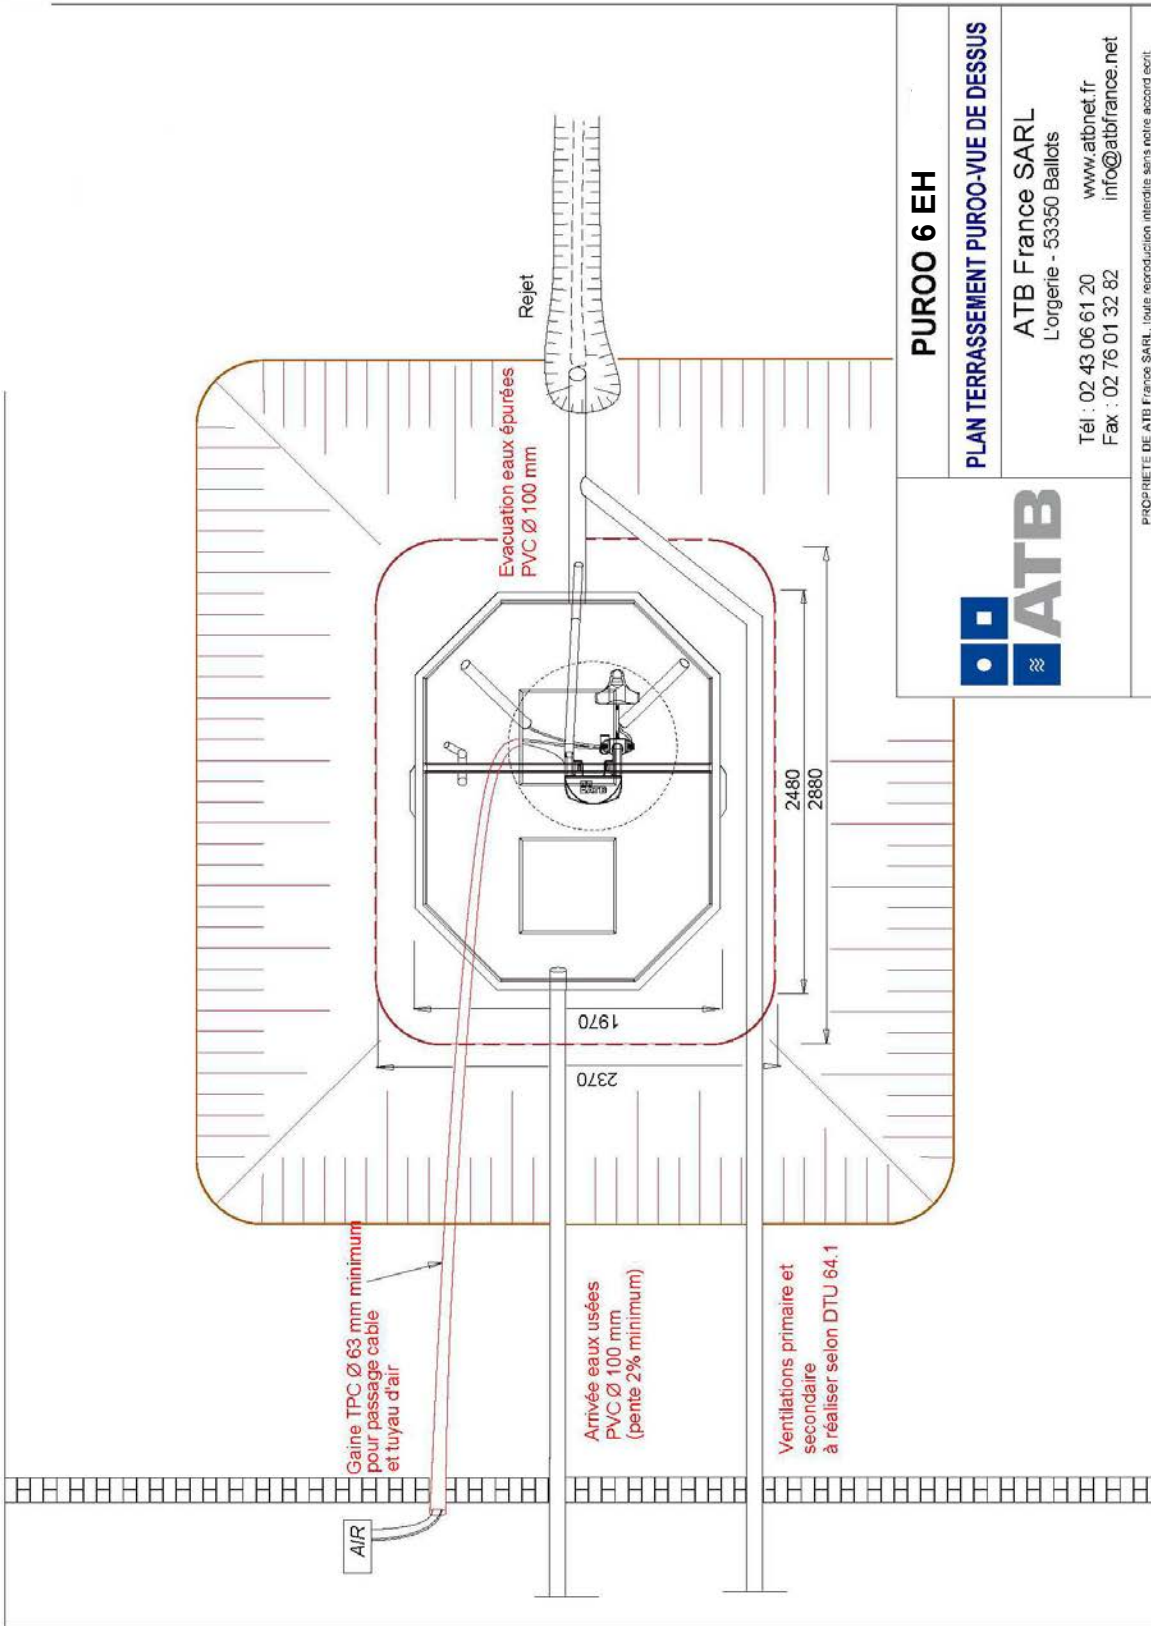 Gaine TPC Ø 63 mm minimum
pour passage cable
et tuyau d'air
AIR
Arrivée eaux usées
PVC Ø 100 mm
(pente 2% minimum)
Ventilations primaire et
secondaire
à réaliser selon DTU 64.1
Evacuation eaux épurées
PVC Ø 100 mm
Rejet
1970
2370
2480
2880
ATB
ATB
PUROO 6 EH
PLAN TERRASSEMENT PUROO-VUE DE DESSUS
ATB France SARL
L'orgerie - 53350 Ballots
Tél : 02 43 06 61 20 www.atbnet.fr
Fax : 02 76 01 32 82 info@atbfrance.net
PROPRIETE DE ATB France SARL, toute reproduction interdite sans notre accord ecrit